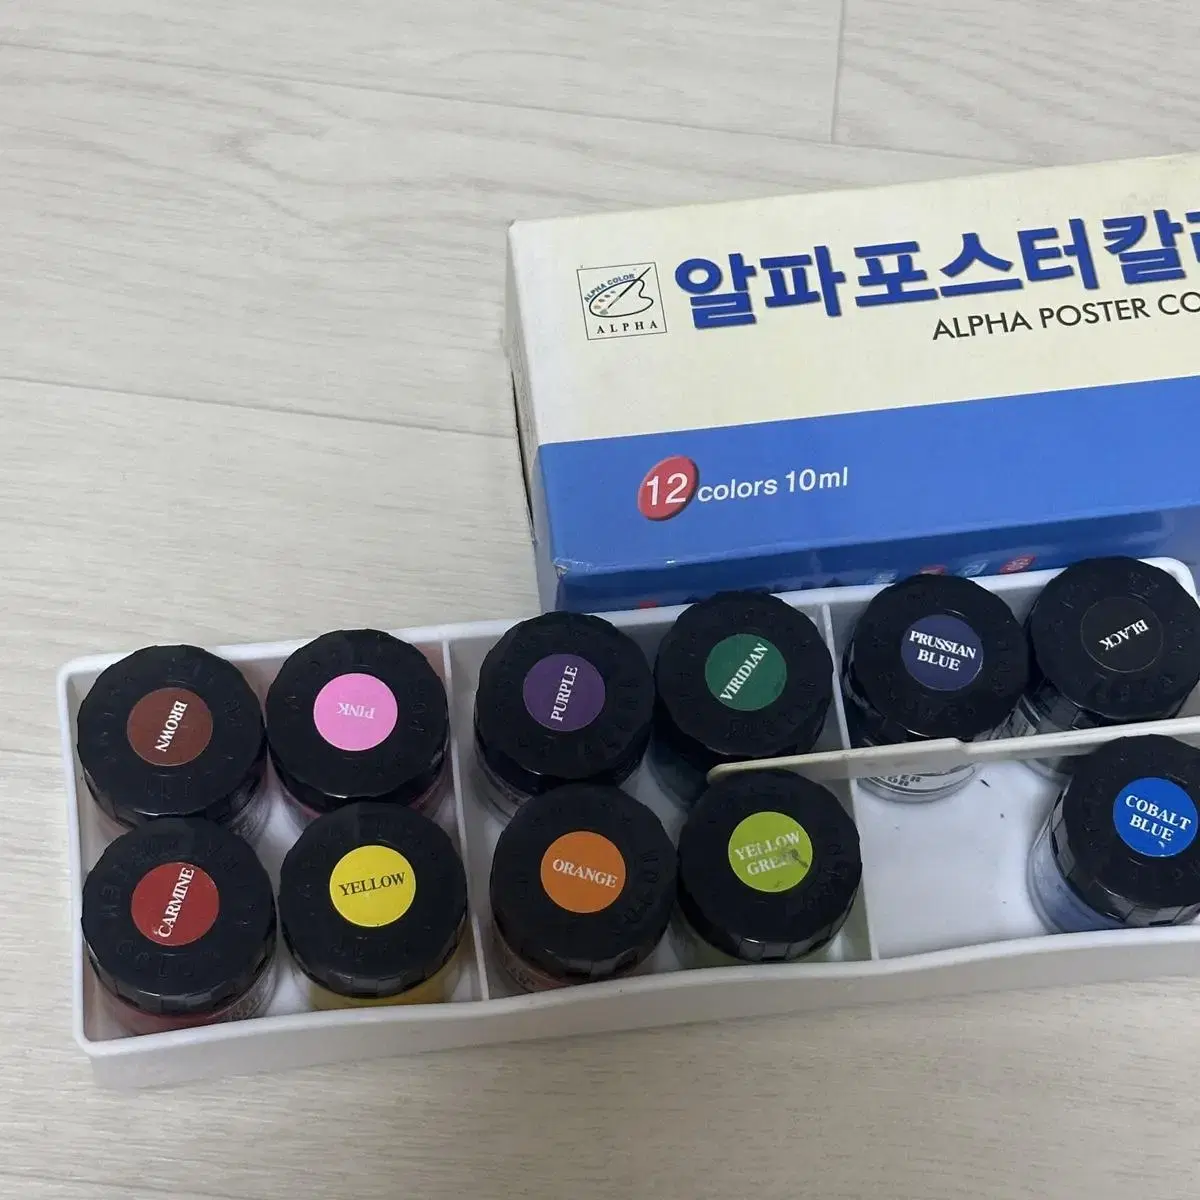 ALPHA COLOR
ALPHA
알파포스터칼라
ALPHA POSTER CO
12 colors 10ml
BROWN
PINK
PURPLE
VIRIDIAN
PRUSSIAN
BLUE
BLACK
CARMINE
YELLOW
ORANGE
YELLOW
GREEN
COBALT
BLUE